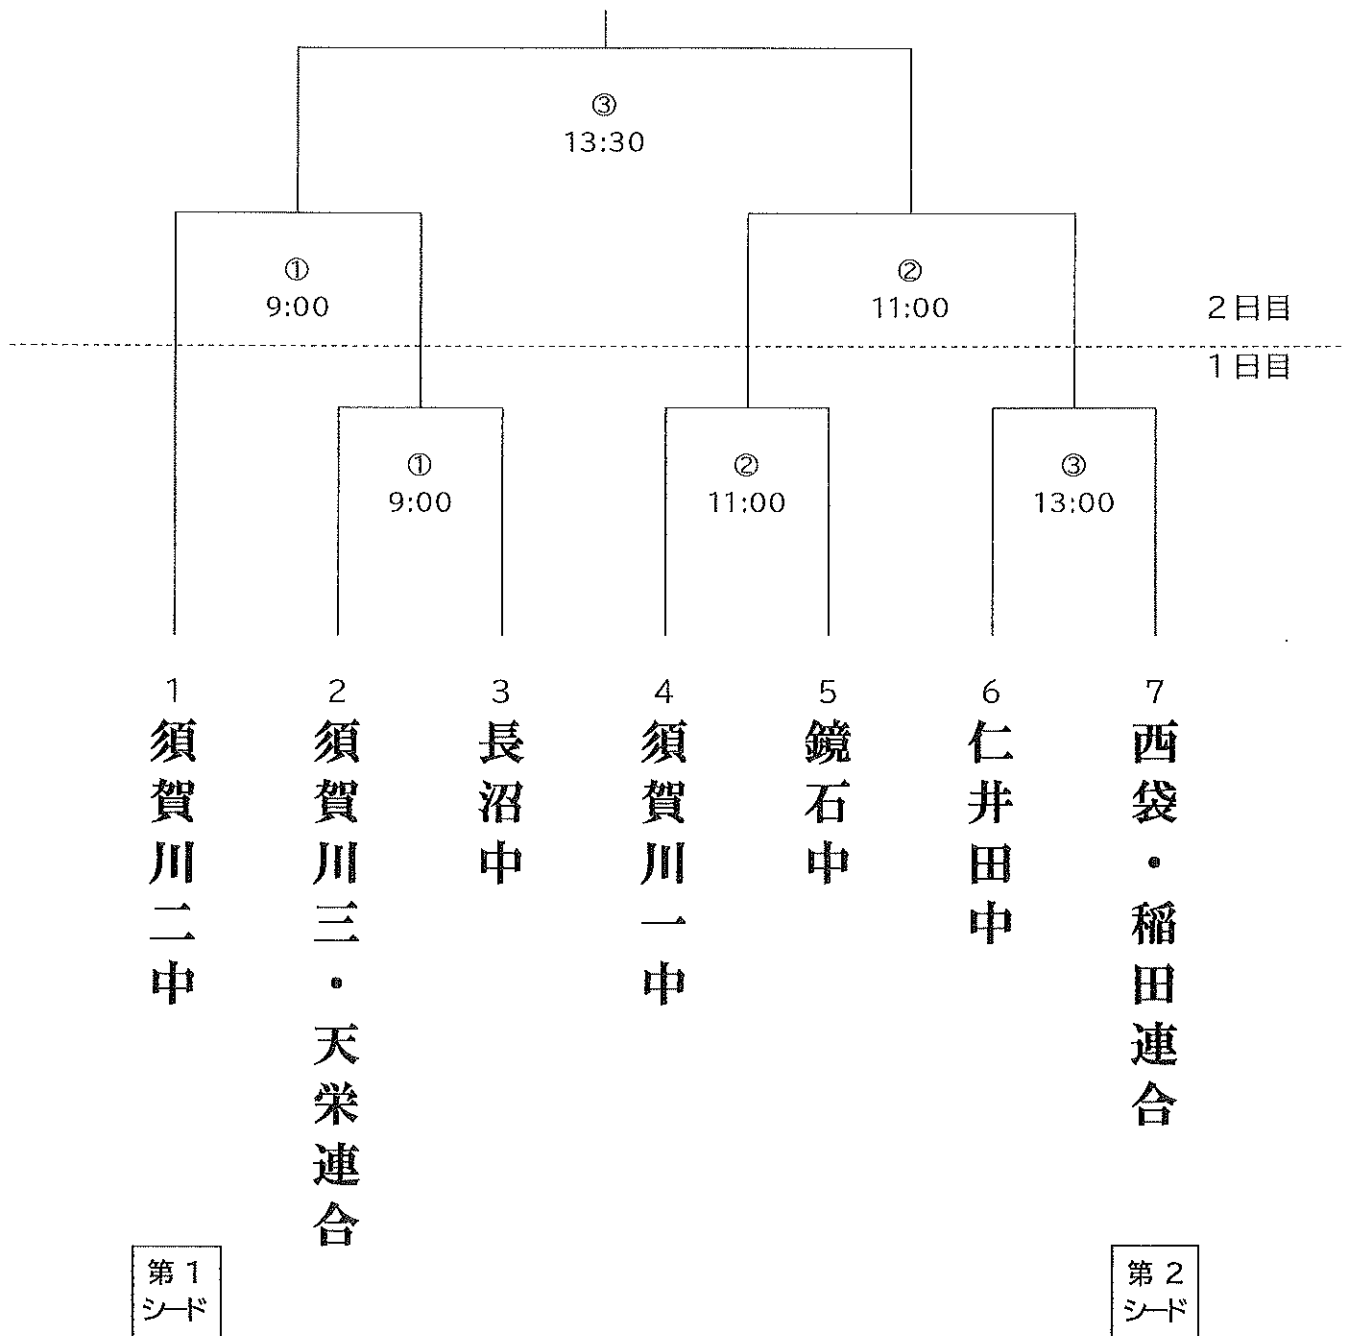 ③
13:30
①
9:00
②
11:00
2日目
1日目
①
9:00
②
11:00
③
13:00
1
須賀川二中
2
須賀川三・天栄連合
3
長沼中
4
須賀川一中
5
鏡石中
6
仁井田中
7
西袋・稲田連合
第1
シード
第2
シード